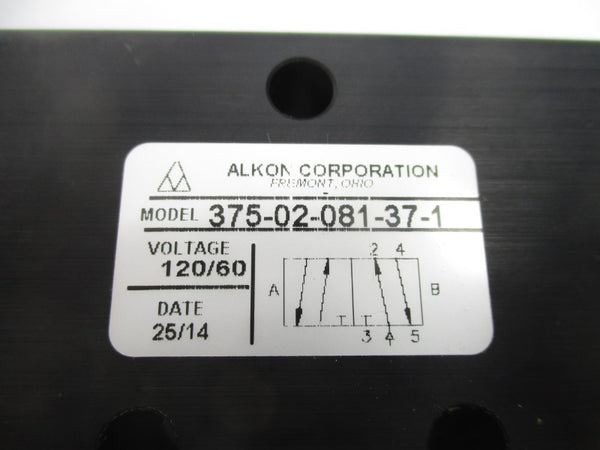 ALKON CORPORATION
FREMONT, OHIO
MODEL 375-02-081-37-1
VOLTAGE
120/60
DATE
25/14
2 4
A B
3 1 5